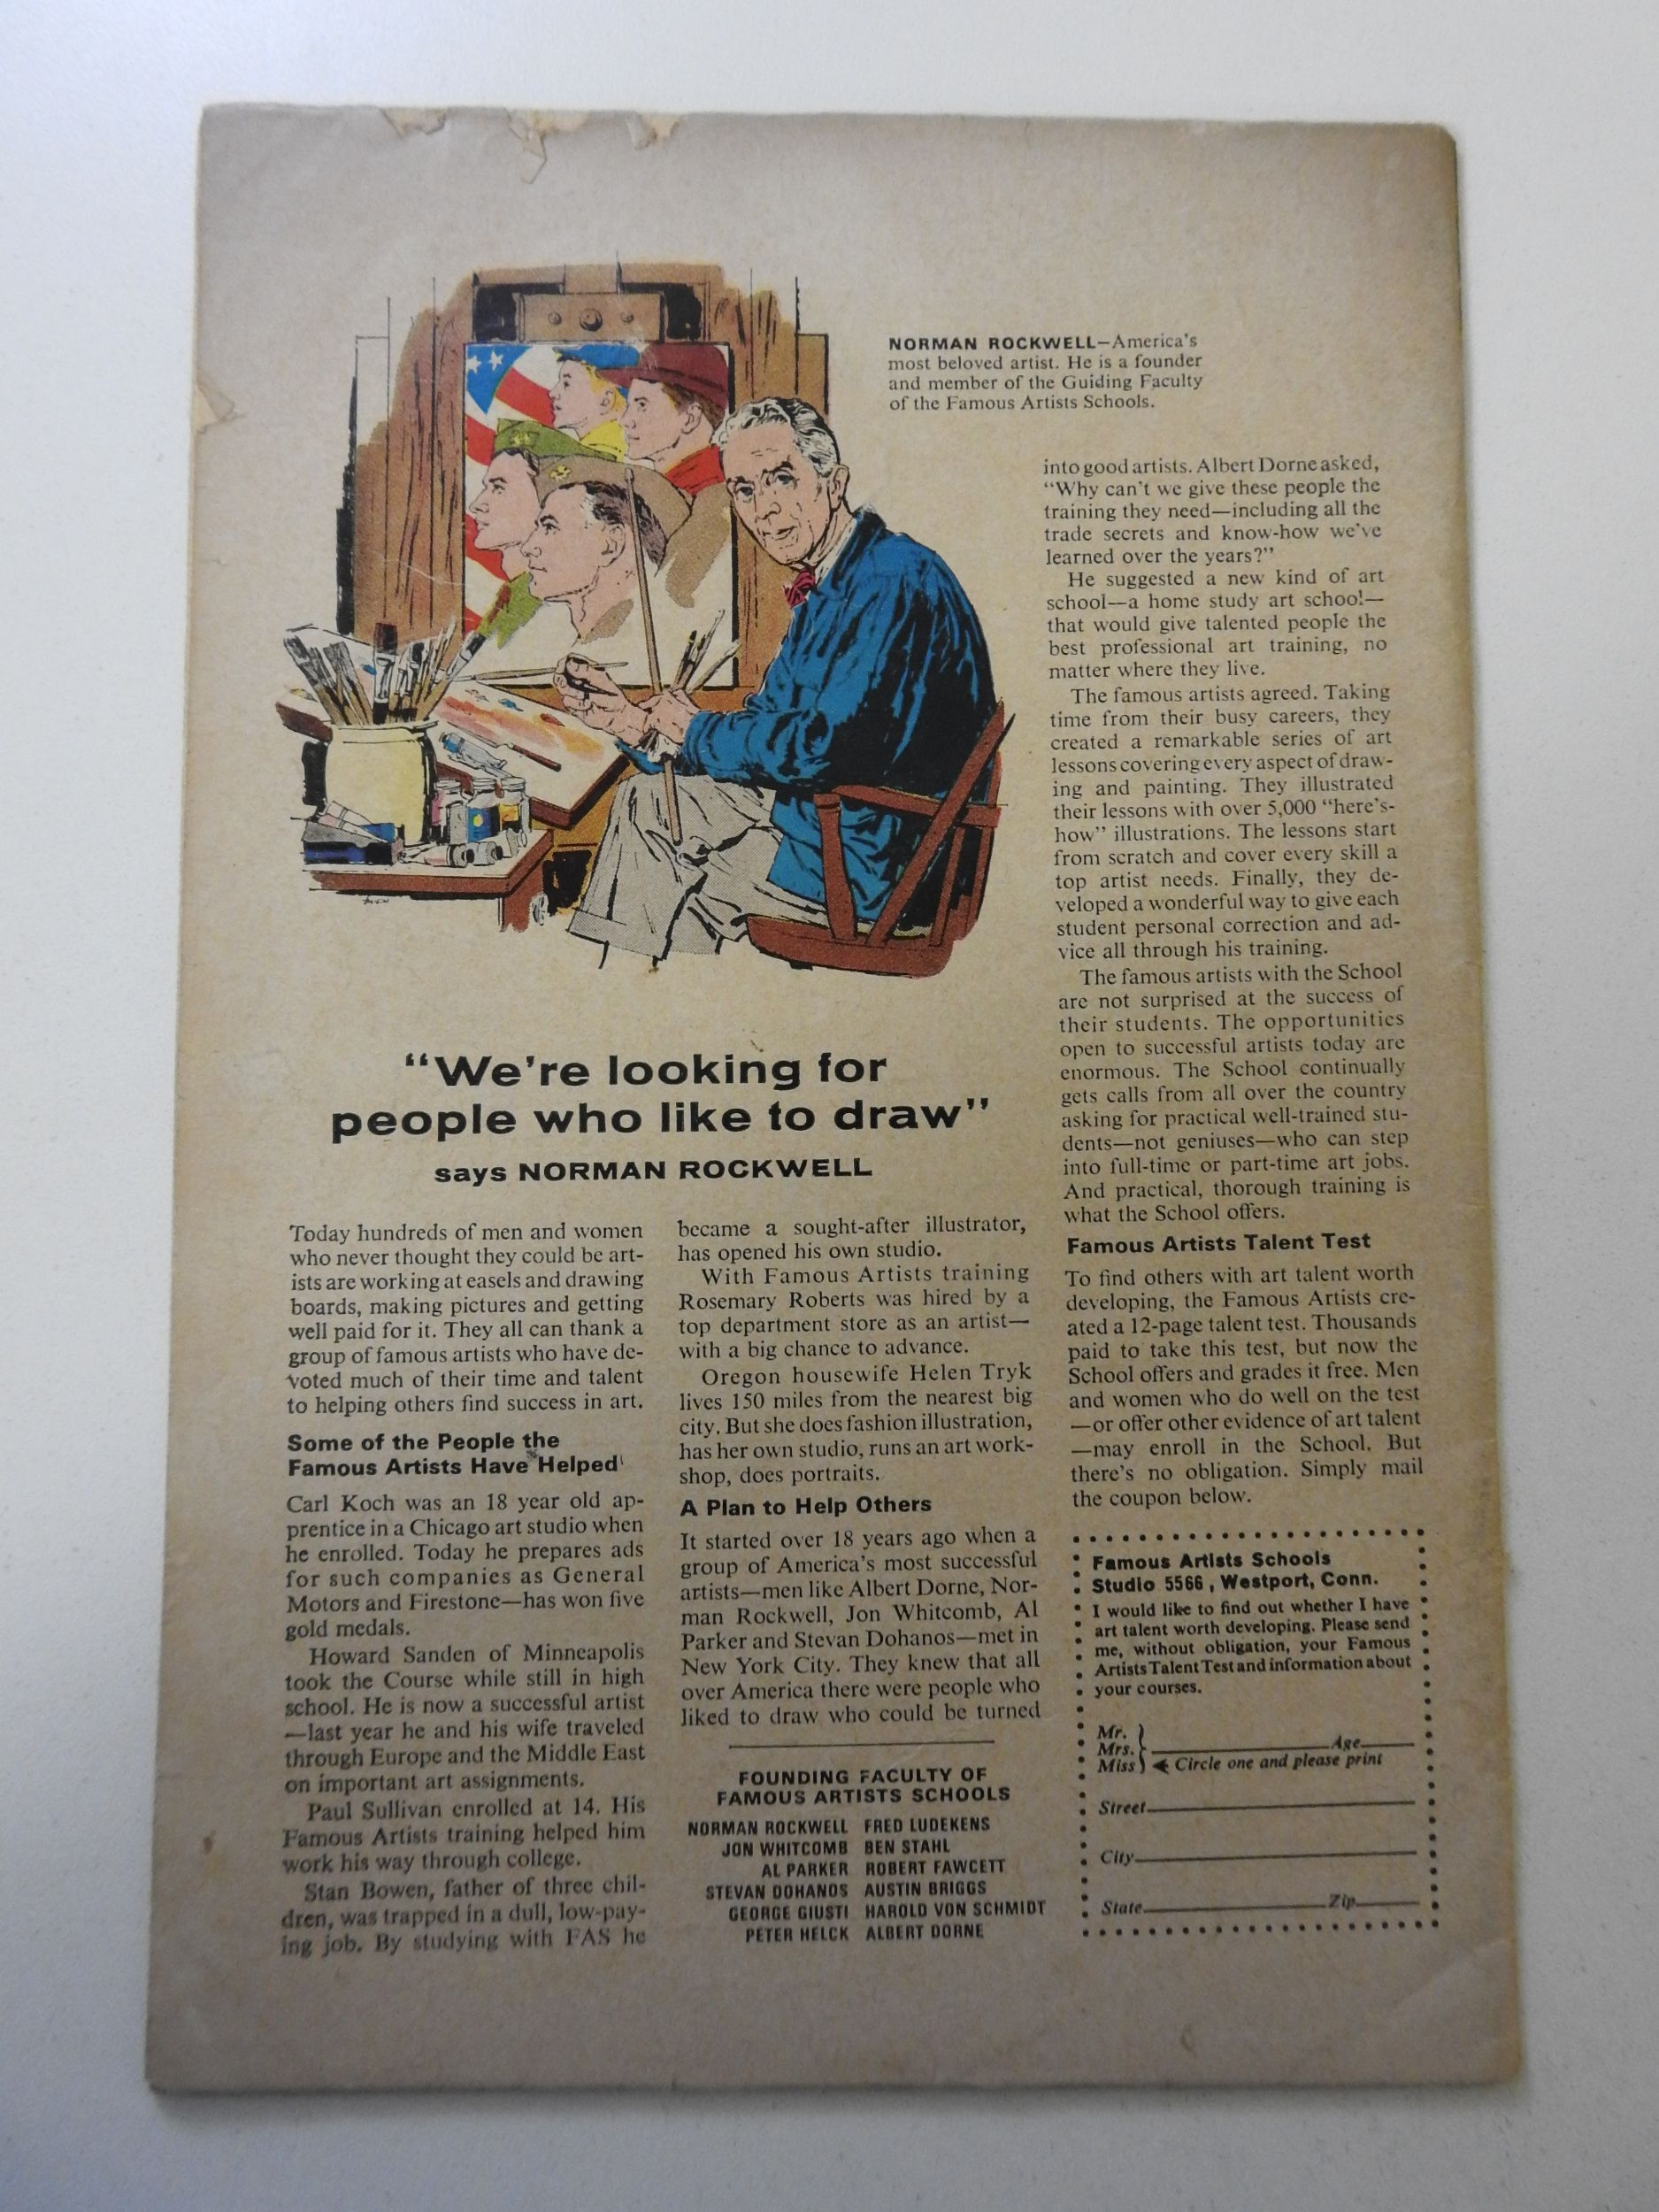 NORMAN ROCKWELL—America's
most beloved artist. He is a founder
and member of the Guiding Faculty
of the Famous Artists Schools.
"We're looking for
people who like to draw"
says NORMAN ROCKWELL
Today hundreds of men and women
who never thought they could be art-
ists are working at easels and drawing
boards, making pictures and getting
well paid for it. They all can thank a
group of famous artists who have de-
voted much of their time and talent
to helping others find success in art.
Some of the People the
Famous Artists Have Helped
Carl Koch was an 18 year old ap-
prentice in a Chicago art studio when
he enrolled. Today he prepares ads
for such companies as General
Motors and Firestone—has won five
gold medals.
Howard Sanden of Minneapolis
took the Course while still in high
school. He is now a successful artist
—last year he and his wife traveled
through Europe and the Middle East
on important art assignments.
Paul Sullivan enrolled at 14. His
Famous Artists training helped him
work his way through college.
Stan Bowen, father of three chil-
dren, was trapped in a dull, low-pay-
ing job. By studying with FAS he
became a sought-after illustrator,
has opened his own studio.
With Famous Artists training
Rosemary Roberts was hired by a
top department store as an artist—
with a big chance to advance.
Oregon housewife Helen Tryk
lives 150 miles from the nearest big
city. But she does fashion illustration,
has her own studio, runs an art work-
shop, does portraits.
A Plan to Help Others
It started over 18 years ago when a
group of America's most successful
artists—men like Albert Dorne, Nor-
man Rockwell, Jon Whitcomb, Al
Parker and Stevan Dohanos—met in
New York City. They knew that all
over America there were people who
liked to draw who could be turned
into good artists. Albert Dorne asked,
"Why can't we give these people the
training they need—including all the
trade secrets and know-how we've
learned over the years?"
He suggested a new kind of art
school—a home study art school—
that would give talented people the
best professional art training, no
matter where they live.
The famous artists agreed. Taking
time from their busy careers, they
created a remarkable series of art
lessons covering every aspect of draw-
ing and painting. They illustrated
their lessons with over 5,000 "here's-
how" illustrations. The lessons start
from scratch and cover every skill a
top artist needs. Finally, they de-
veloped a wonderful way to give each
student personal correction and ad-
vice all through his training.
The famous artists with the School
are not surprised at the success of
their students. The opportunities
open to successful artists today are
enormous. The School continually
gets calls from all over the country
asking for practical well-trained stu-
dents—not geniuses—who can step
into full-time or part-time art jobs.
And practical, thorough training is
what the School offers.
Famous Artists Talent Test
To find others with art talent worth
developing, the Famous Artists cre-
ated a 12-page talent test. Thousands
paid to take this test, but now the
School offers and grades it free. Men
and women who do well on the test
—or offer other evidence of art talent
—may enroll in the School. But
there's no obligation. Simply mail
the coupon below.
FOUNDING FACULTY OF
FAMOUS ARTISTS SCHOOLS
NORMAN ROCKWELL FRED LUDEKENS
JON WHITCOMB BEN STAHL
AL PARKER ROBERT FAWCETT
STEVAN DOHANOS AUSTIN BRIGGS
GEORGE GIUSTI HAROLD VON SCHMIDT
PETER HELCK ALBERT DORNE
Famous Artists Schools
Studio 5566, Westport, Conn.
I would like to find out whether I have
art talent worth developing. Please send
me, without obligation, your Famous
Artists Talent Test and information about
your courses.
Mr.
Mrs. Age
Miss Circle one and please print
Street
City
State Zip